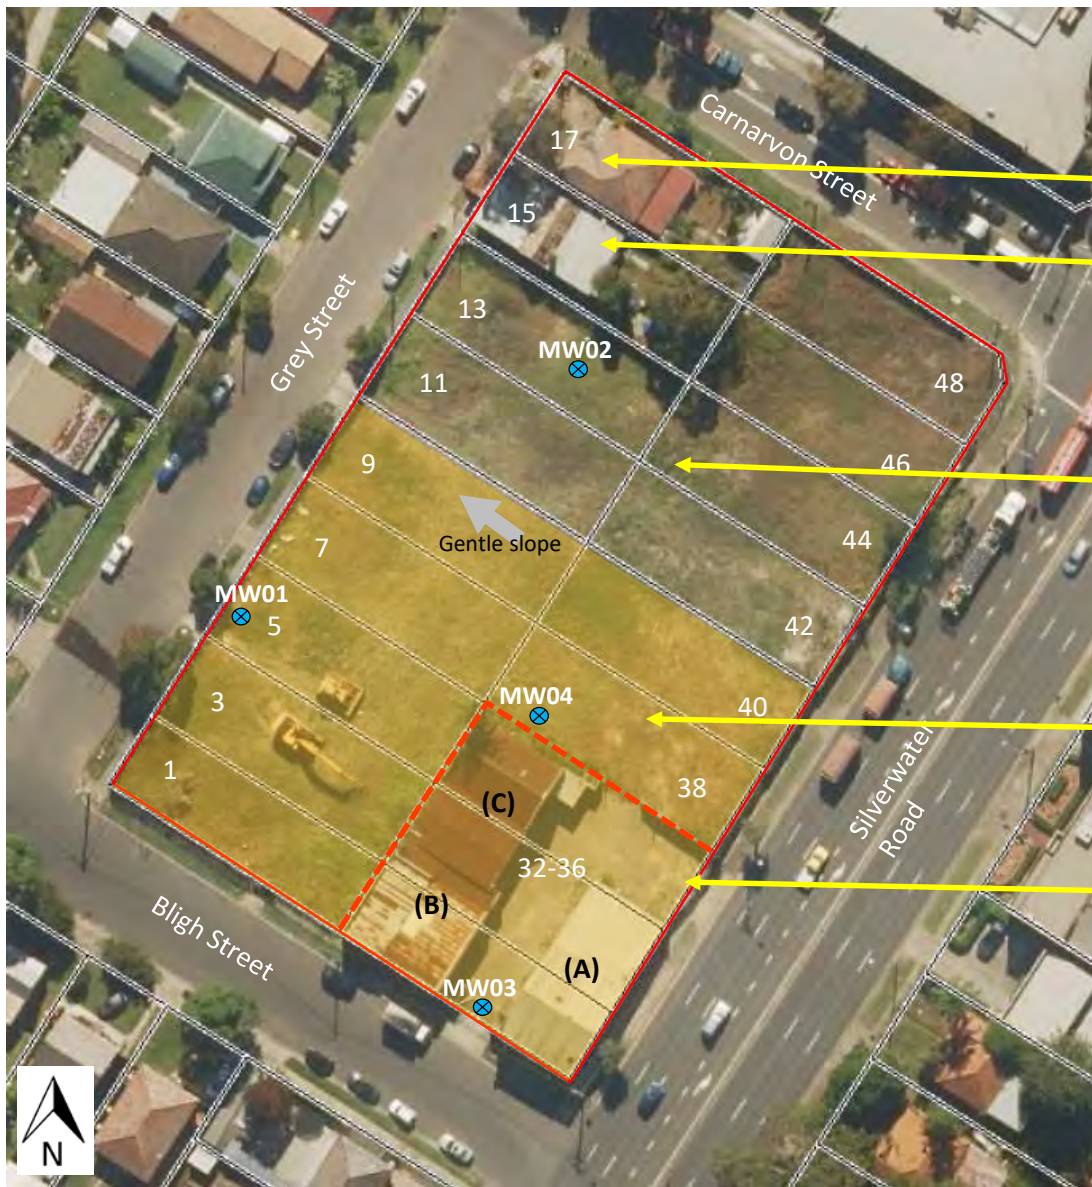 Carnarvon Street
17
15
13
MW02
11
48
Grey Street
9
46
Gentle slope
7
44
MW01
5
42
3
MW04
40
1
38
(C)
Silverwater
Road
32-36
(B)
Bligh Street
(A)
MW03
N